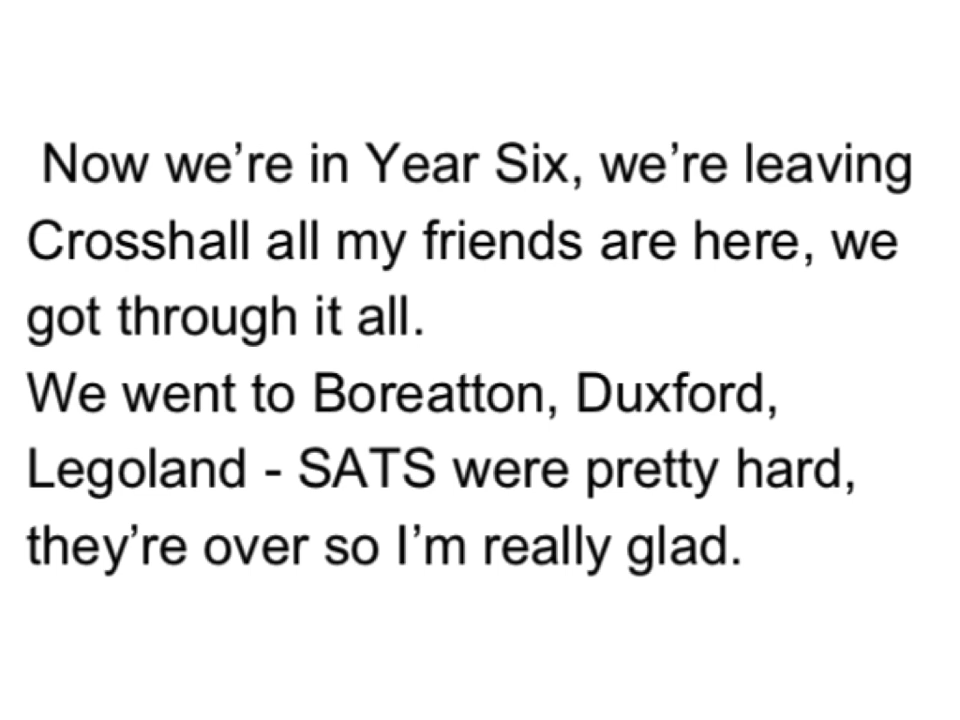 Now we’re in Year Six, we’re leaving
Crosshall all my friends are here, we
got through it all.
We went to Boreatton, Duxford,
Legoland - SATS were pretty hard,
they’re over so I’m really glad.